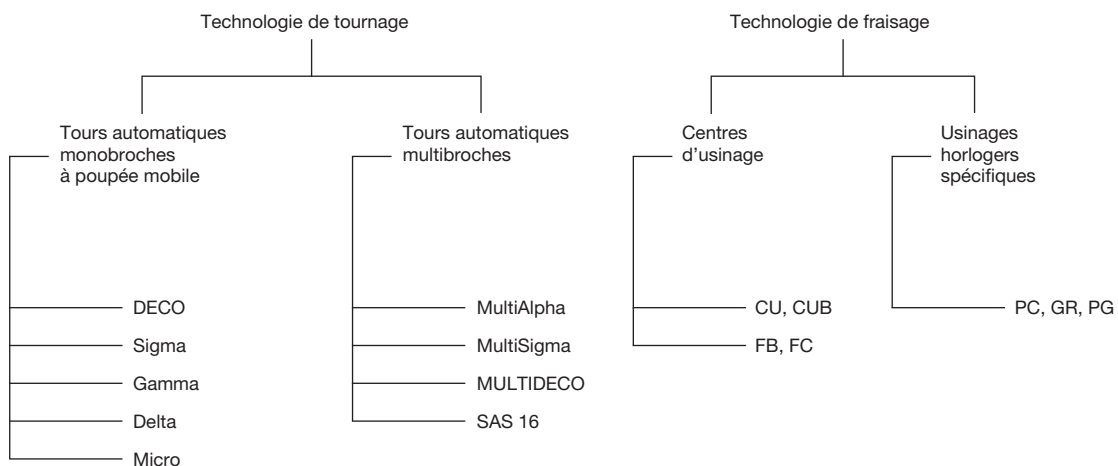 Technologie de tournage
Technologie de fraisage
Tours automatiques
monobroches
à poupée mobile
Tours automatiques
multibroches
Centres
d'usinage
Usinages
horlogers
spécifiques
DECO
Sigma
Gamma
Delta
Micro
MultiAlpha
MultiSigma
MULTIDECO
SAS 16
CU, CUB
FB, FC
PC, GR, PG